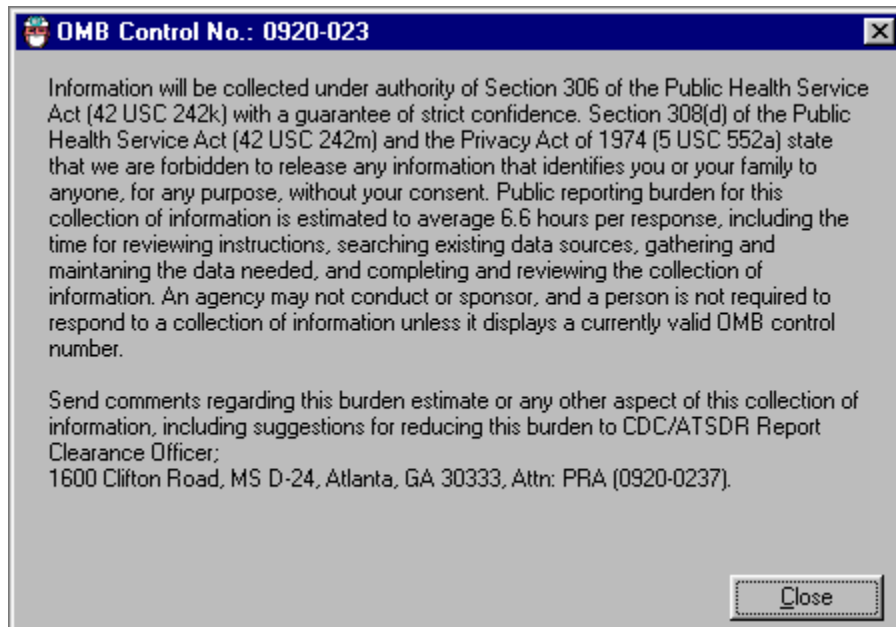 OMB Control No.: 0920-023
Information will be collected under authority of Section 306 of the Public Health Service
Act (42 USC 242k) with a guarantee of strict confidence. Section 308(d) of the Public
Health Service Act (42 USC 242m) and the Privacy Act of 1974 (5 USC 552a) state
that we are forbidden to release any information that identifies you or your family to
anyone, for any purpose, without your consent. Public reporting burden for this
collection of information is estimated to average 6.6 hours per response, including the
time for reviewing instructions, searching existing data sources, gathering and
maintaning the data needed, and completing and reviewing the collection of
information. An agency may not conduct or sponsor, and a person is not required to
respond to a collection of information unless it displays a currently valid OMB control
number.
Send comments regarding this burden estimate or any other aspect of this collection of
information, including suggestions for reducing this burden to CDC/ATSDR Report
Clearance Officer;
1600 Clifton Road, MS D-24, Atlanta, GA 30333, Attn: PRA (0920-0237).
Close